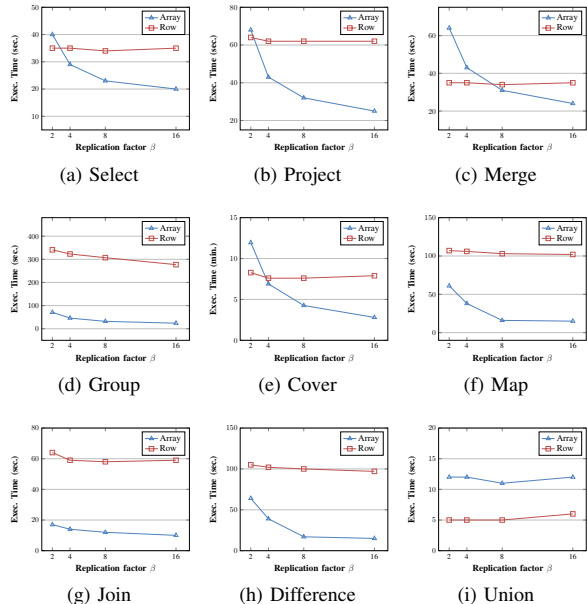 50
40
30
20
10
Exec. Time (sec.)
Array
Row
2 4 8 16
Replication factor β
(a) Select
80
60
40
20
Exec. Time (sec.)
Array
Row
2 4 8 16
Replication factor β
(b) Project
60
40
20
Exec. Time (sec.)
Array
Row
2 4 8 16
Replication factor β
(c) Merge
400
300
200
100
0
Exec. Time (sec.)
Array
Row
2 4 8 16
Replication factor β
(d) Group
15
10
5
0
Exec. Time (min.)
Array
Row
2 4 8 16
Replication factor β
(e) Cover
150
100
50
0
Exec. Time (sec.)
Array
Row
2 4 8 16
Replication factor β
(f) Map
80
60
40
20
0
Exec. Time (sec.)
Array
Row
2 4 8 16
Replication factor β
(g) Join
150
100
50
0
Exec. Time (sec.)
Array
Row
2 4 8 16
Replication factor β
(h) Difference
20
15
10
5
0
Exec. Time (sec.)
Array
Row
2 4 8 16
Replication factor β
(i) Union